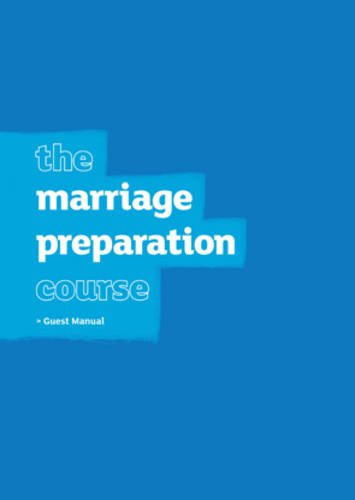 the
marriage
preparation
course
» Guest Manual